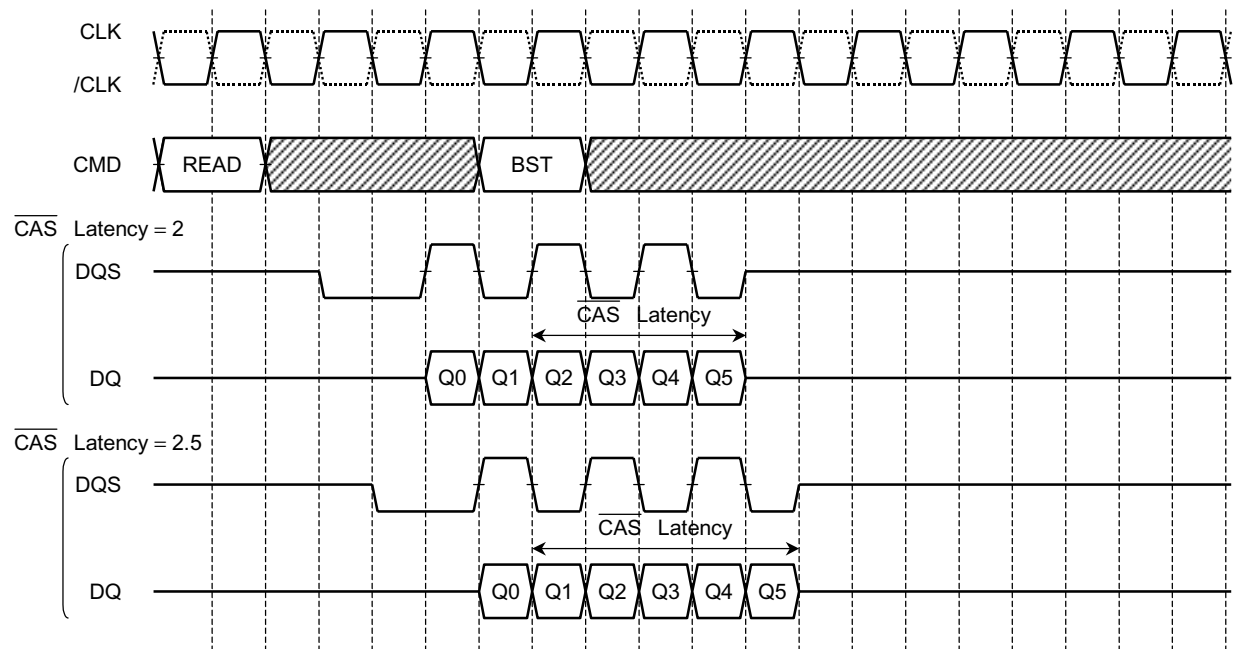 CLK
/CLK
CMD READ BST
CAS Latency = 2
DQS
CAS Latency
DQ Q0 Q1 Q2 Q3 Q4 Q5
CAS Latency = 2.5
DQS
CAS Latency
DQ Q0 Q1 Q2 Q3 Q4 Q5